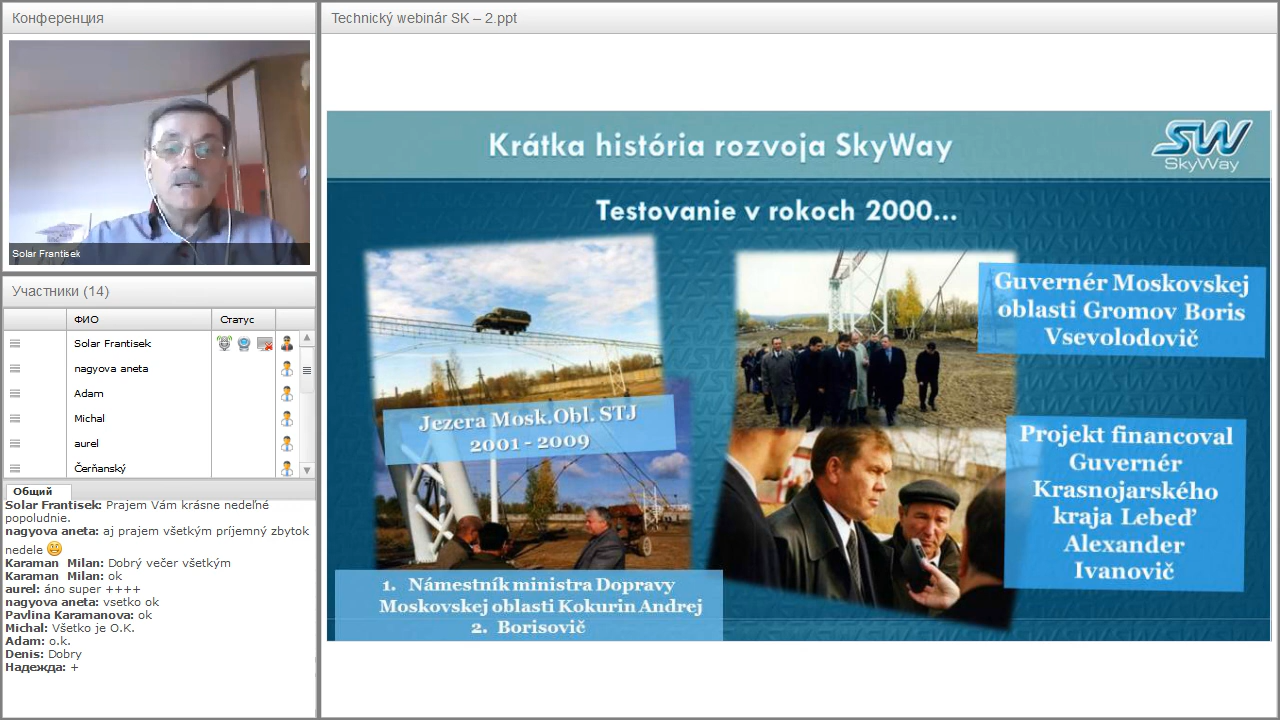 Конференция
Solar Frantisek
Участники (14)
ФИО
Статус
Solar Frantisek
nagyova aneta
Adam
Michal
aurel
Čerňanský
Общий
Solar Frantisek: Prajem Vám krásne nedeľné
popoludnie.
nagyova aneta: aj prajem všetkým príjemný zbytok
nedele
Karaman Milan: Dobrý večer všetkým
Karaman Milan: ok
aurel: áno super ++++
nagyova aneta: vsetko ok
Pavlina Karamanova: ok
Michal: Všetko je O.K.
Adam: o.k.
Denis: Dobry
Надежда: +
Technický webinár SK – 2.ppt
Krátka história rozvoja SkyWay
SW
SkyWay
Testovanie v rokoch 2000...
Jezera Mosk.Obl. STJ
2001 - 2009
1. Námestník ministra Dopravy
Moskovskej oblasti Kokurin Andrej
2. Borisovič
Guvernér Moskovskej
oblasti Gromov Boris
Vsevolodovič
Projekt financoval
Guvernér
Krasnojarského
kraja Lebeď
Alexander
Ivanovič